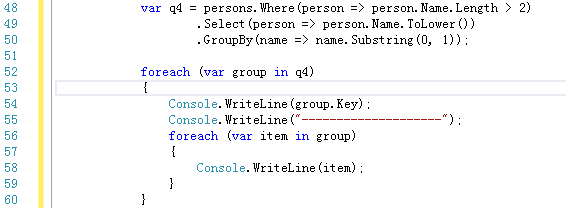 48 var q4 = persons.Where(person => person.Name.Length > 2)
49 .Select(person => person.Name.ToLower())
50 .GroupBy(name => name.Substring(0, 1));
51
52 foreach (var group in q4)
53 {
54 Console.WriteLine(group.Key);
55 Console.WriteLine("--------------------");
56 foreach (var item in group)
57 {
58 Console.WriteLine(item);
59 }
60 }